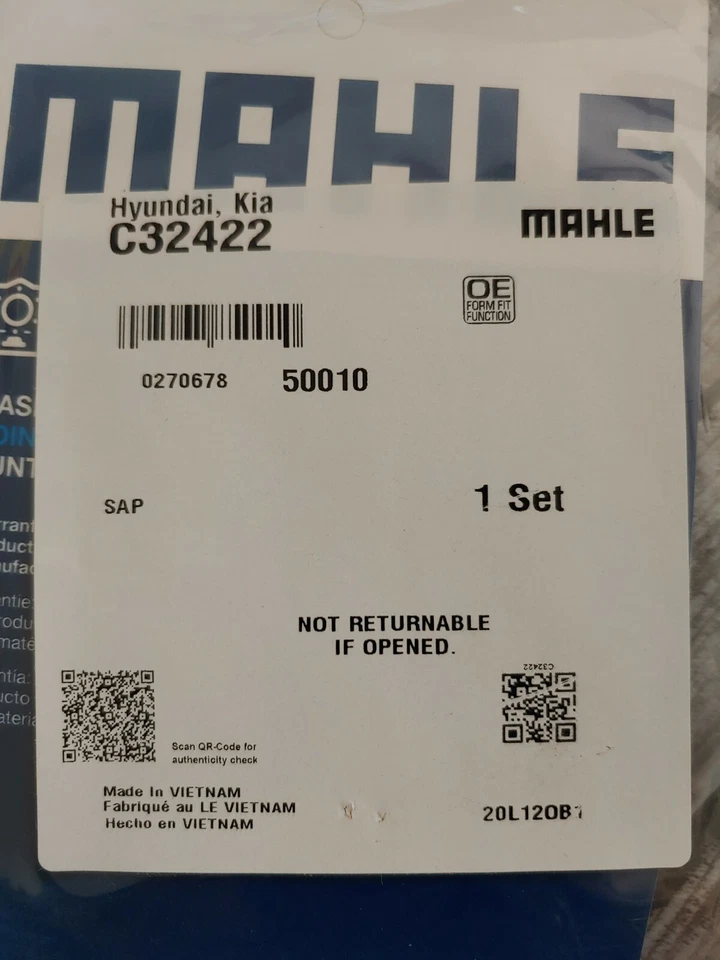 MAHLE
Hyundai, Kia
C32422
MAHLE
OE
FORM FIT
FUNCTION
0270678 50010
SAP
1 Set
NOT RETURNABLE
IF OPENED.
C32422
Scan QR-Code for
authenticity check
Made In VIETNAM
Fabriqué au LE VIETNAM
Hecho en VIETNAM